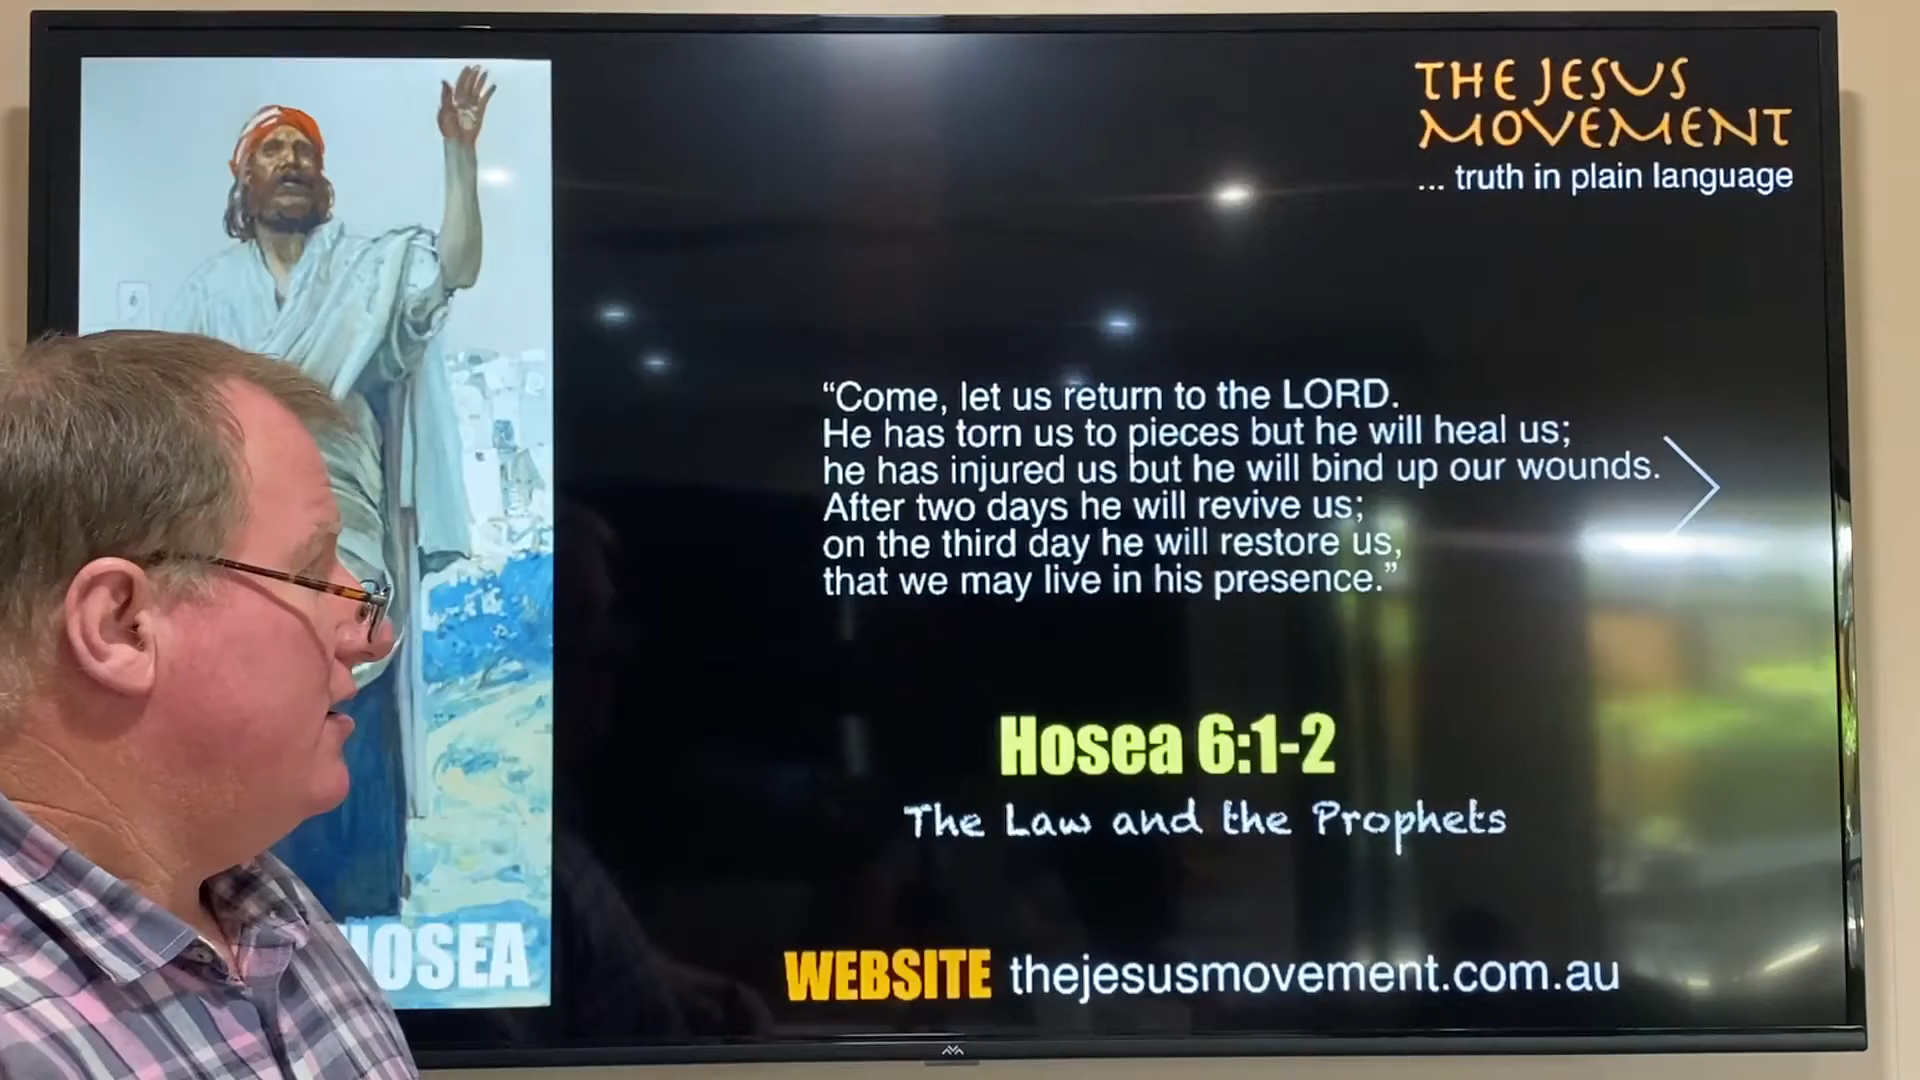 THE JESUS
MOVEMENT
... truth in plain language
“Come, let us return to the LORD.
He has torn us to pieces but he will heal us;
he has injured us but he will bind up our wounds.
After two days he will revive us;
on the third day he will restore us,
that we may live in his presence.”
Hosea 6:1-2
The Law and the Prophets
HOSEA
WEBSITE thejesusmovement.com.au